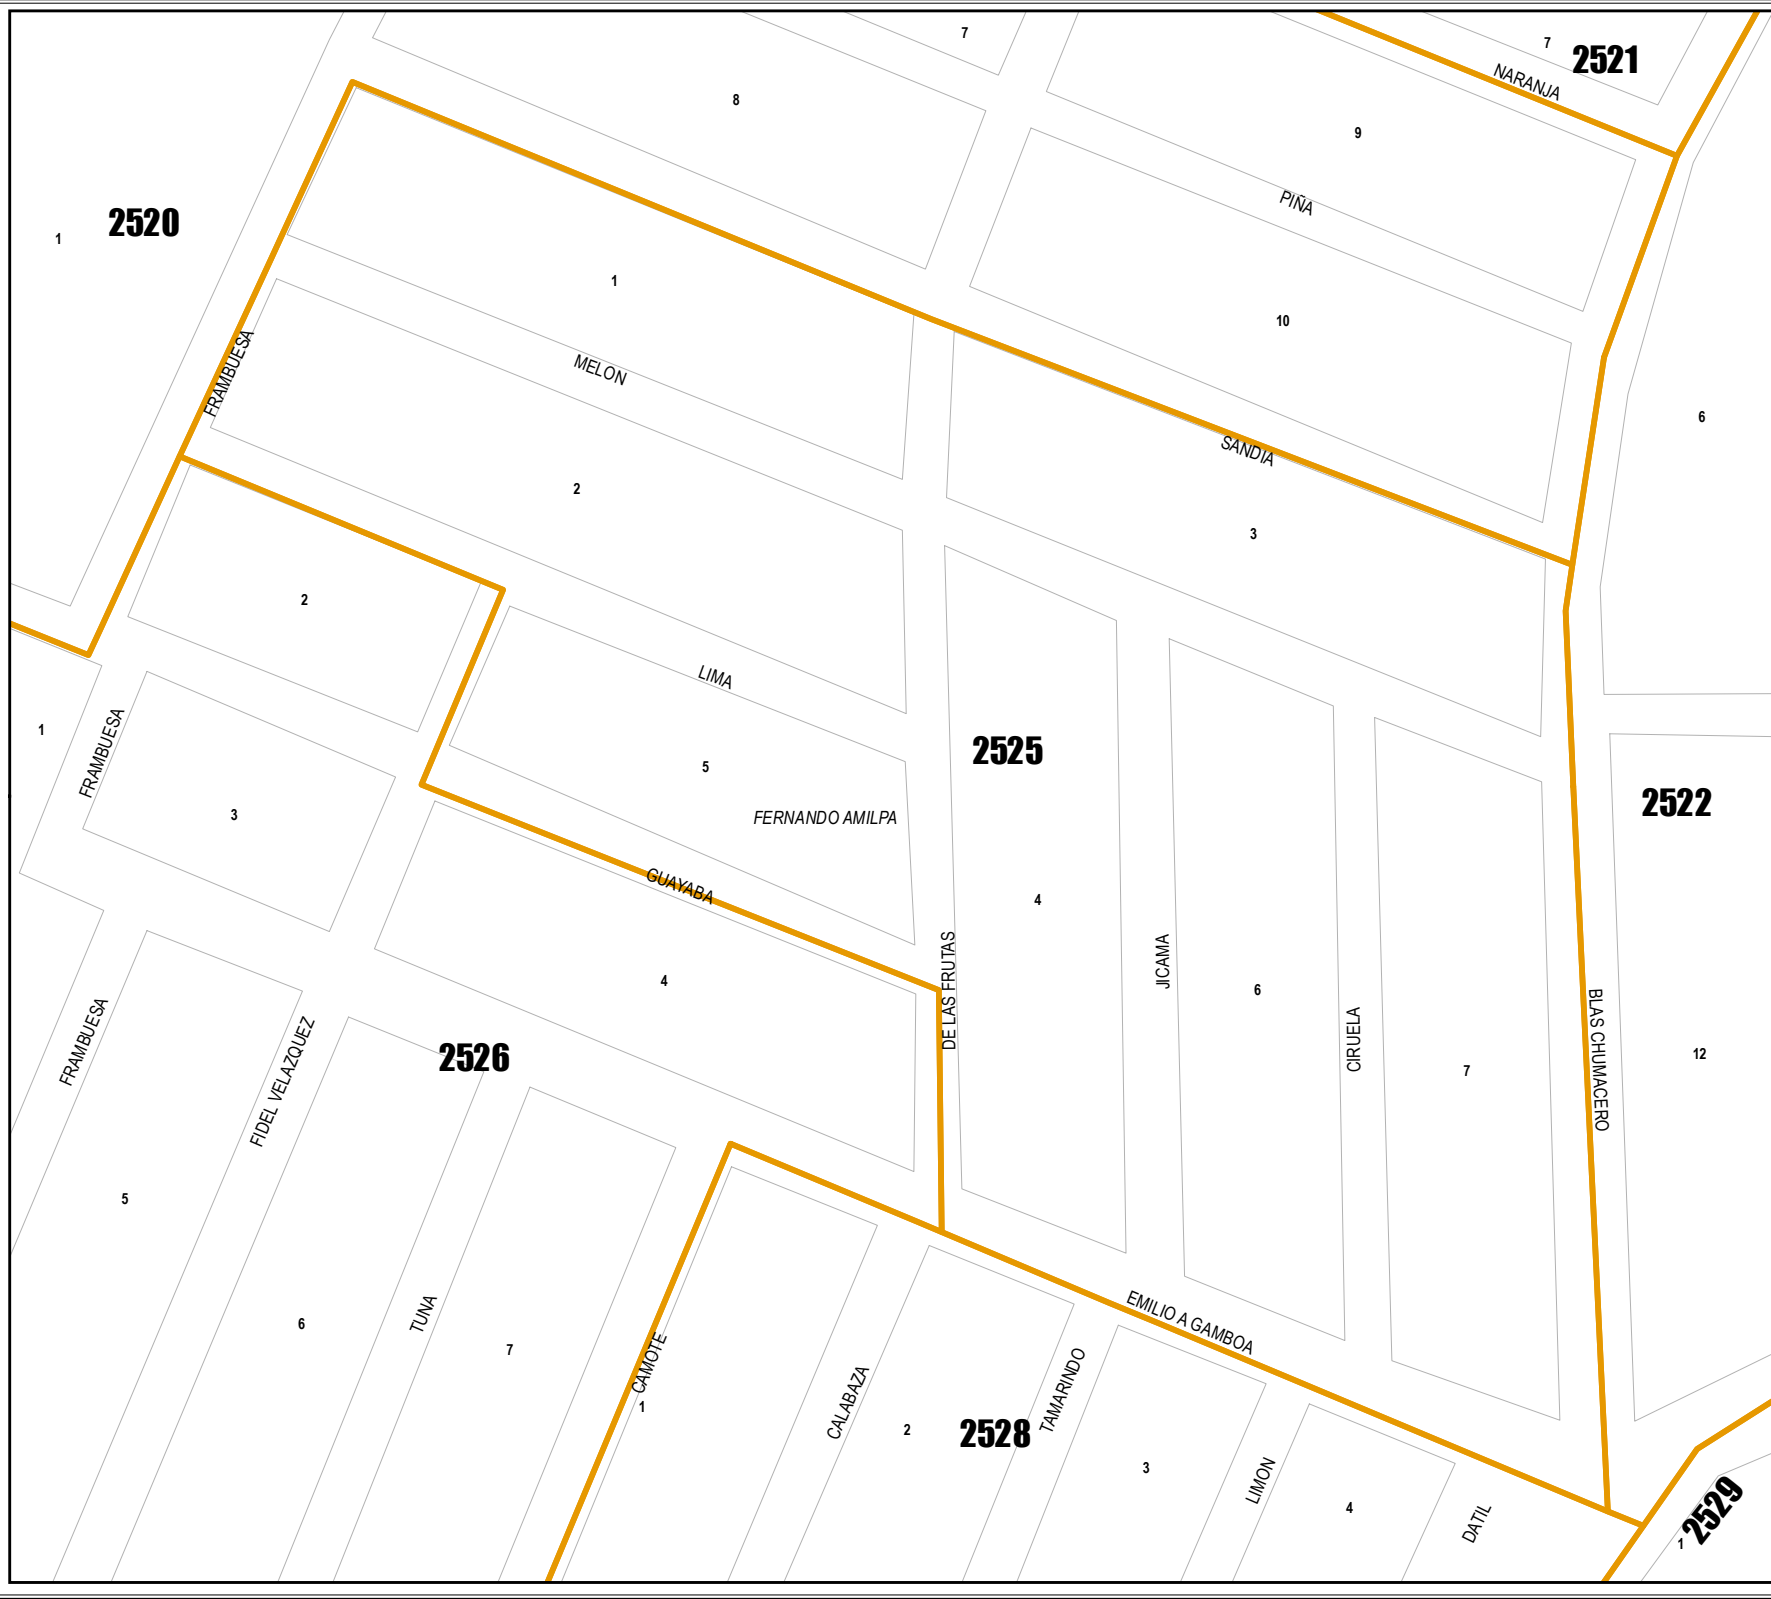 7
7
2521
NARANJA
8
9
PIÑA
2520
1
1
10
FRAMBUESA
MELON
6
SANDIA
2
3
2
LIMA
1
FRAMBUESA
5
2525
2522
3
FERNANDO AMILPA
GUAYABA
4
4
DE LAS FRUTAS
JICAMA
6
CIRUELA
BLAS CHUMACERO
12
7
FRAMBUESA
FIDEL VELAZQUEZ
2526
5
6
TUNA
7
CAMOTE
1
CALABAZA
2
2528
TAMARINDO
EMILIO A GAMBOA
3
LIMON
4
DATIL
1
2529